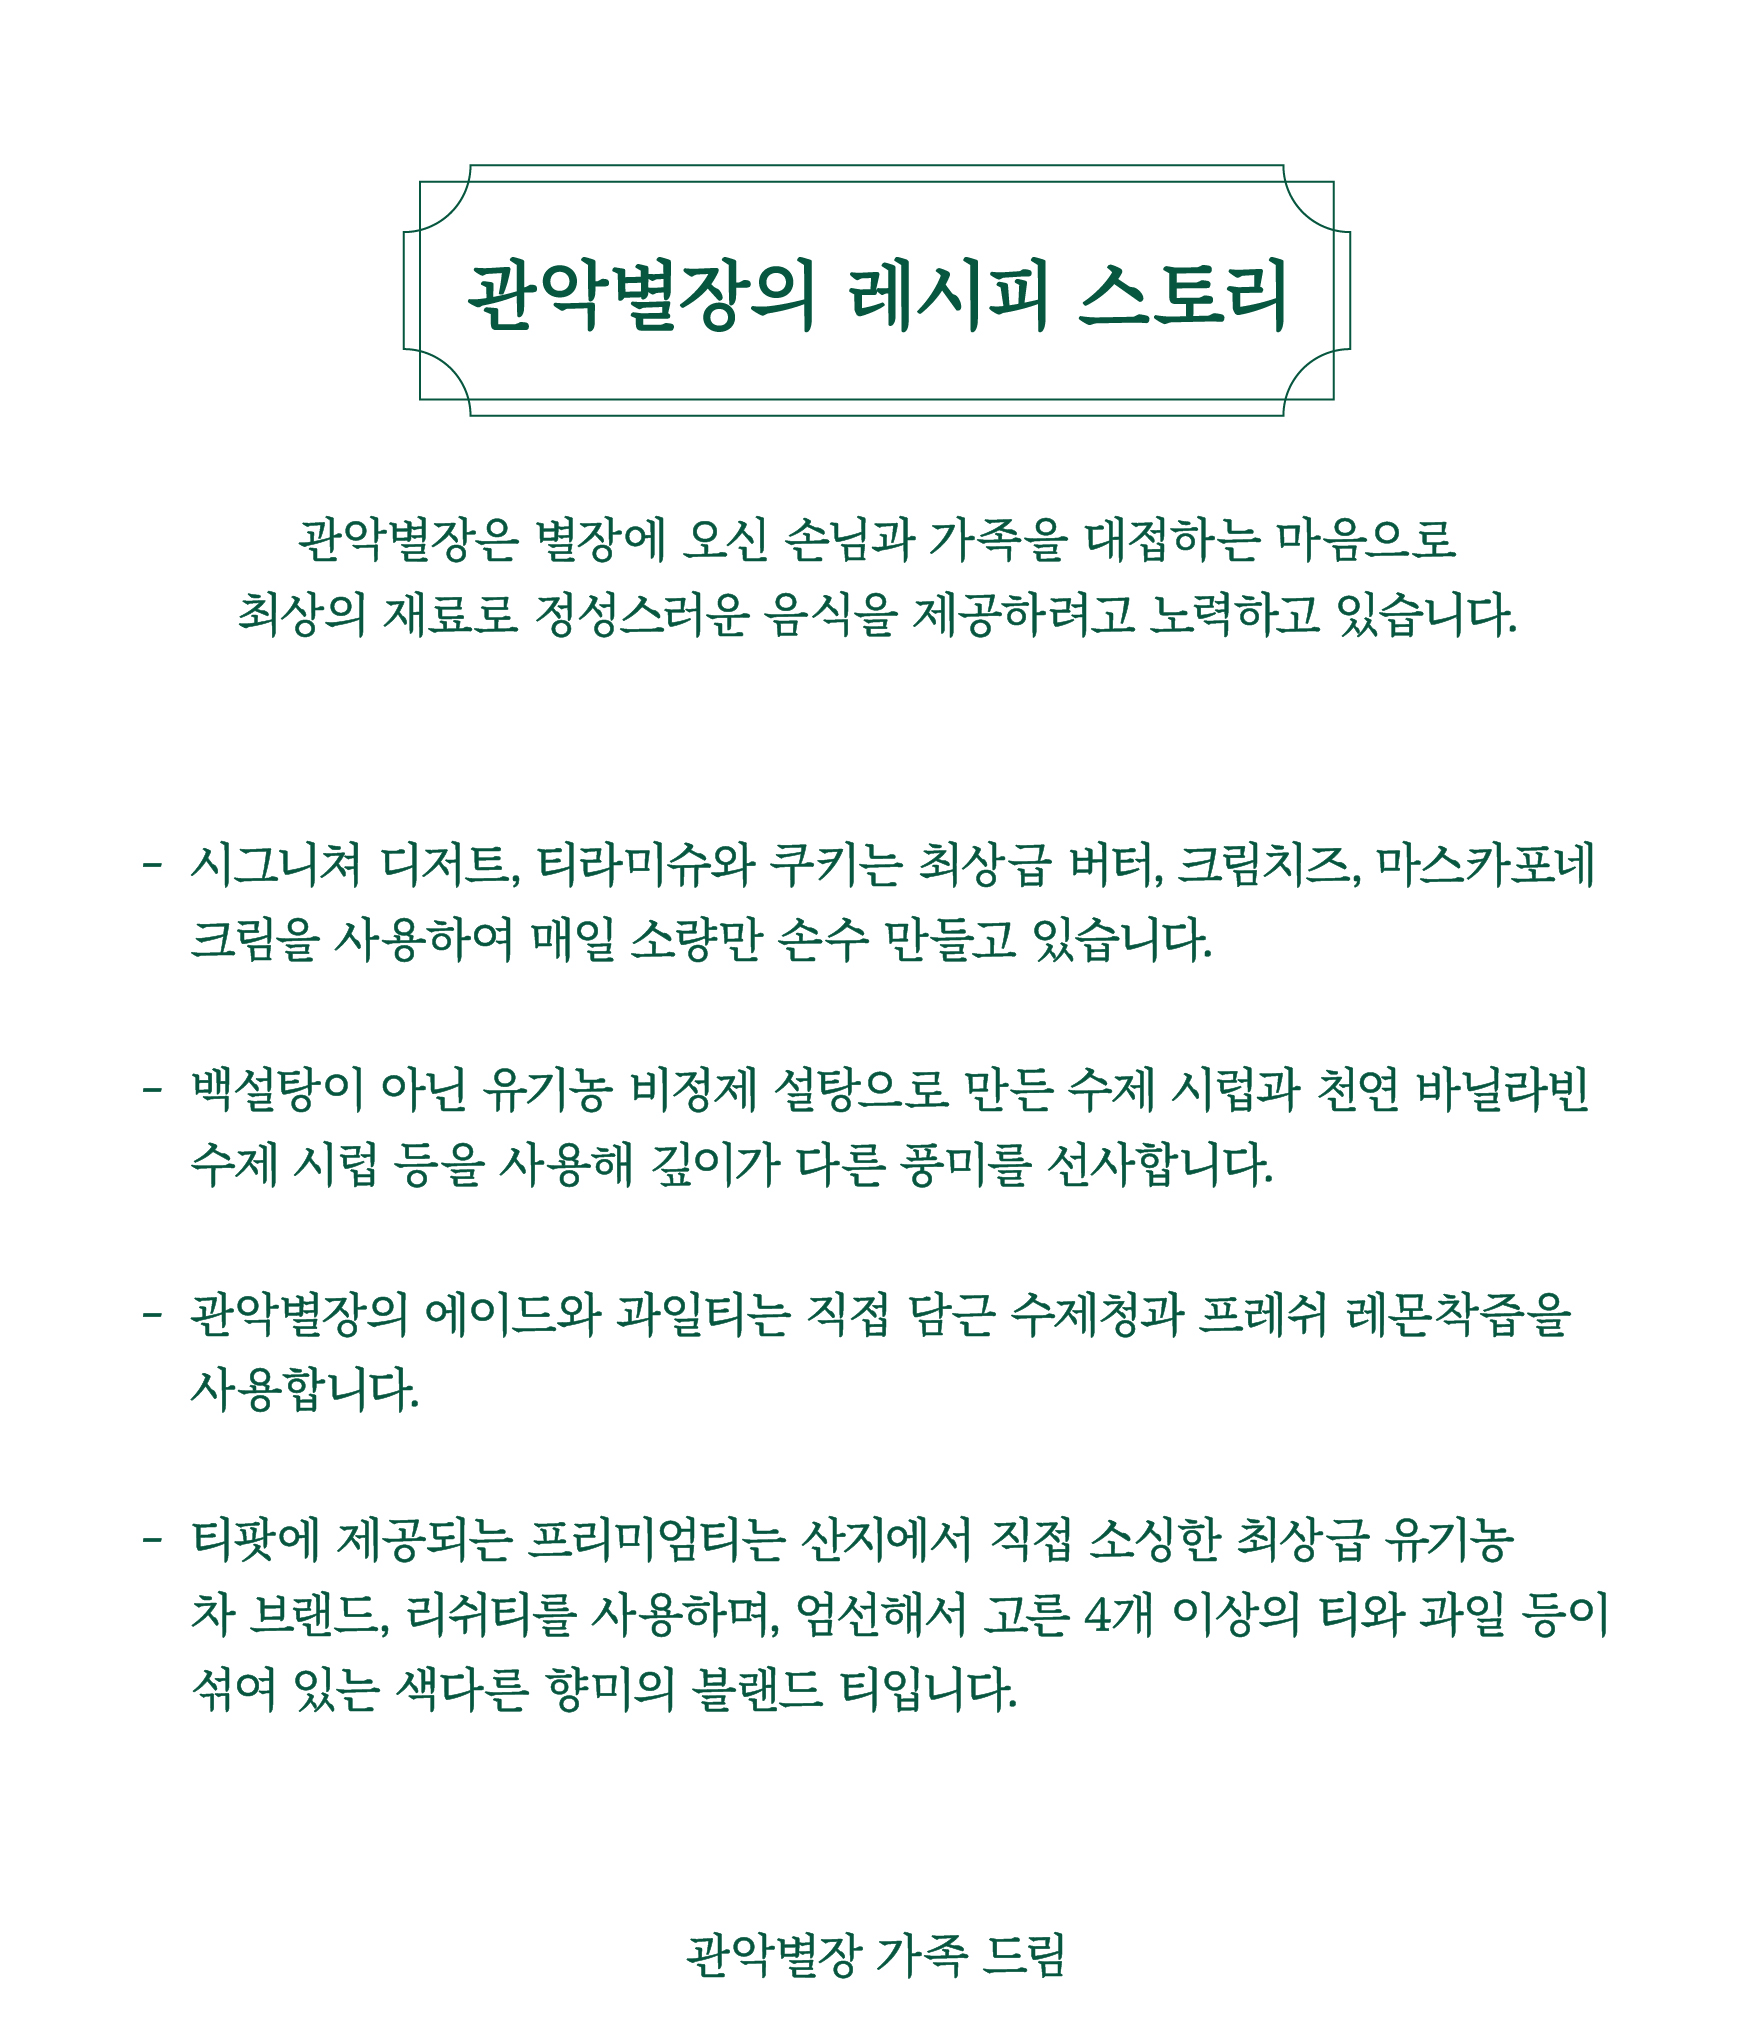 관악별장의 레시피 스토리
관악별장은 별장에 오신 손님과 가족을 대접하는 마음으로
최상의 재료로 정성스러운 음식을 제공하려고 노력하고 있습니다.
- 시그니쳐 디저트, 티라미슈와 쿠키는 최상급 버터, 크림치즈, 마스카포네
크림을 사용하여 매일 소량만 손수 만들고 있습니다.
- 백설탕이 아닌 유기농 비정제 설탕으로 만든 수제 시럽과 천연 바닐라빈
수제 시럽 등을 사용해 깊이가 다른 풍미를 선사합니다.
- 관악별장의 에이드와 과일티는 직접 담근 수제청과 프레쉬 레몬착즙을
사용합니다.
- 티팟에 제공되는 프리미엄티는 산지에서 직접 소싱한 최상급 유기농
차 브랜드, 리쉬티를 사용하며, 엄선해서 고른 4개 이상의 티와 과일 등이
섞여 있는 색다른 향미의 블랜드 티입니다.
관악별장 가족 드림